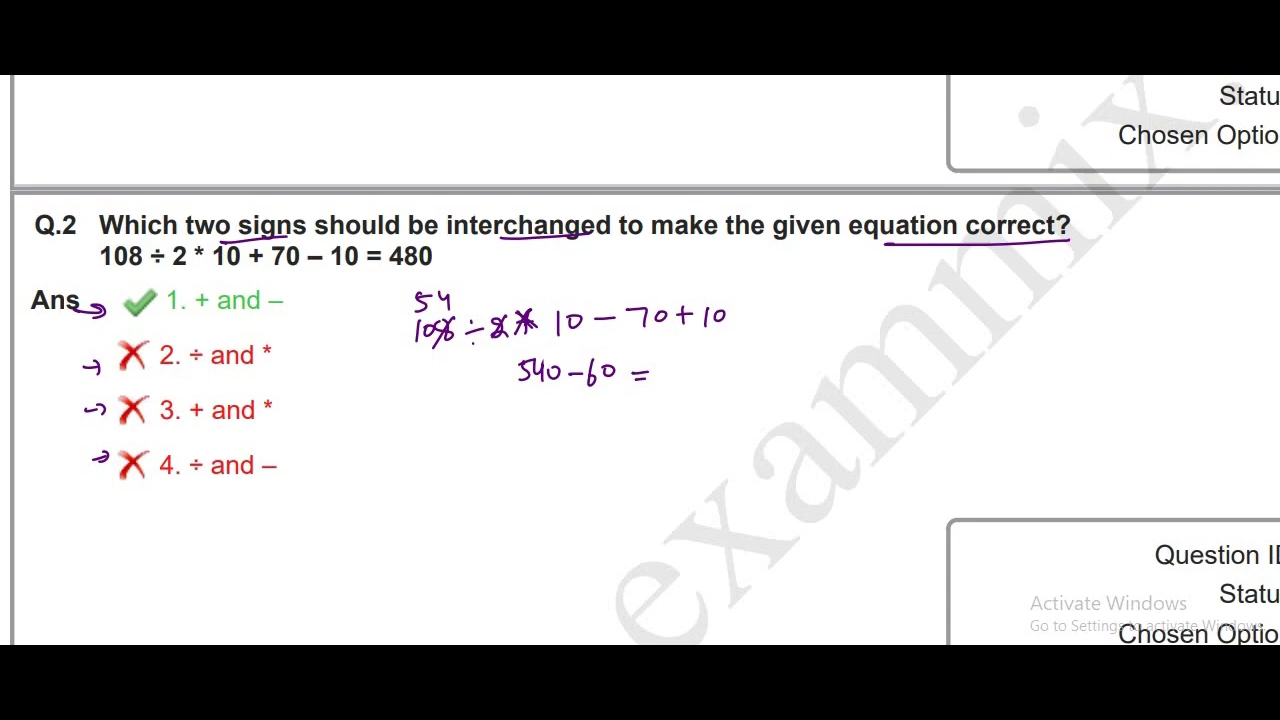 Statu
Chosen Optio
Q.2 Which two signs should be interchanged to make the given equation correct?
108 ÷ 2 * 10 + 70 – 10 = 480
Ans
1. + and –
2. ÷ and *
3. + and *
4. ÷ and –
54
108 ÷ 2 * 10 – 70 + 10
540 – 60 =
exammix.
Question ID
Statu
Chosen Optio
Activate Windows
Go to Settings to activate Windows.